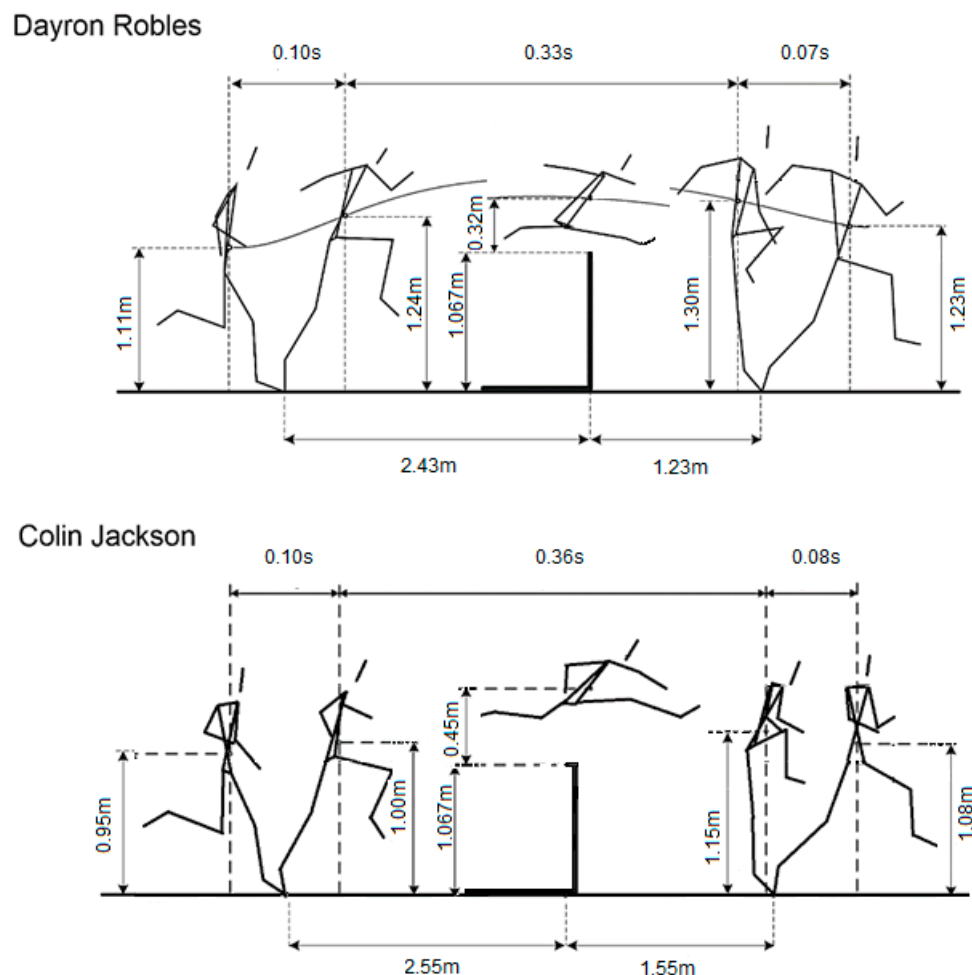 Dayron Robles
0.10s
0.33s
0.07s
1.11m
1.24m
1.067m
0.32m
1.30m
1.23m
2.43m
1.23m
Colin Jackson
0.10s
0.36s
0.08s
0.95m
1.00m
1.067m
0.45m
1.15m
1.08m
2.55m
1.55m